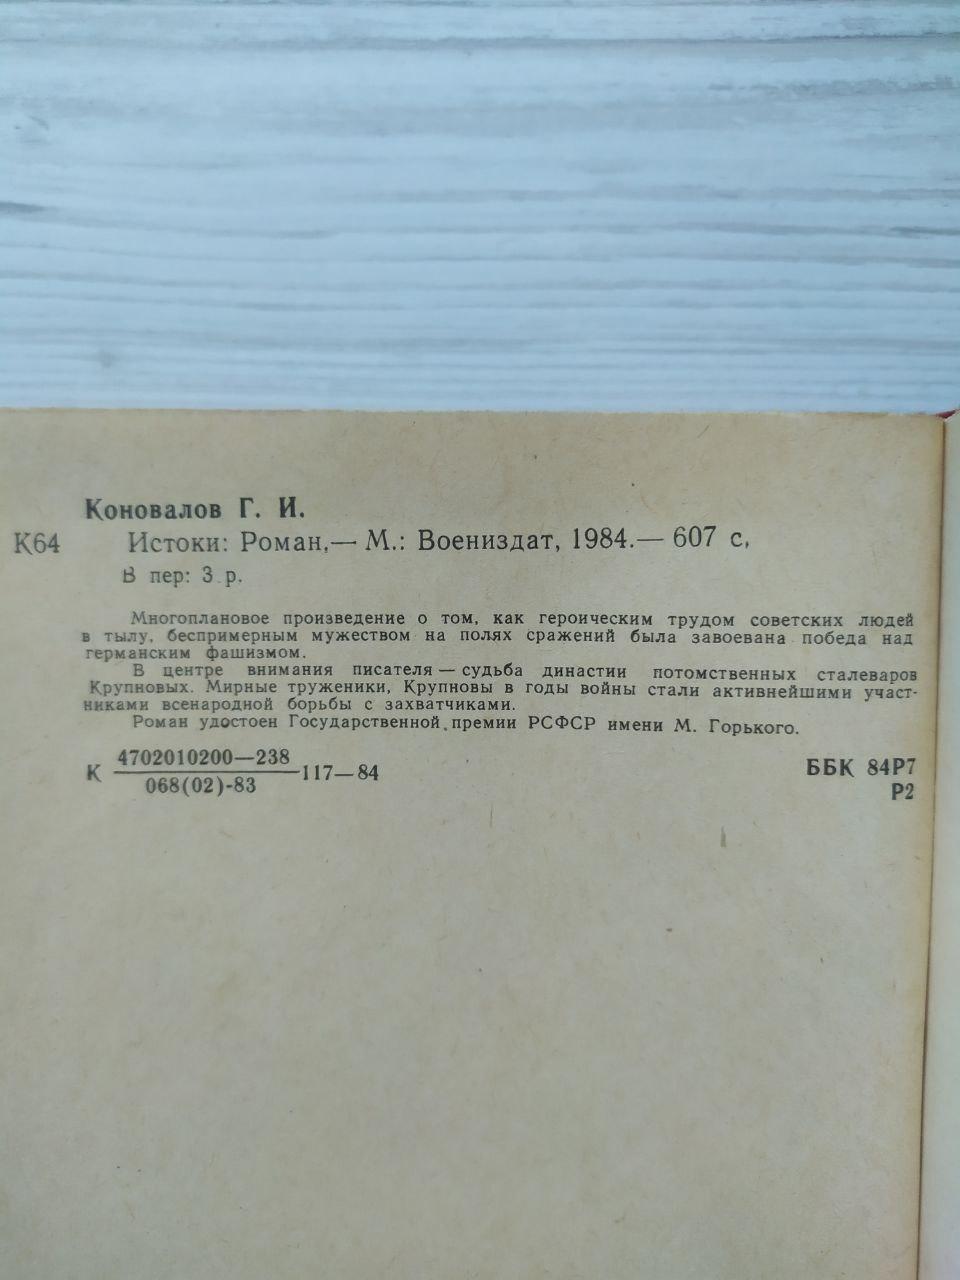 Коновалов Г. И.
К64 Истоки: Роман,— М.: Воениздат, 1984.— 607 с,
В пер: 3 р.
Многоплановое произведение о том, как героическим трудом советских людей
в тылу, беспримерным мужеством на полях сражений была завоевана победа над
германским фашизмом.
В центре внимания писателя — судьба династии потомственных сталеваров
Крупновых. Мирные труженики, Крупновы в годы войны стали активнейшими участ-
никами всенародной борьбы с захватчиками.
Роман удостоен Государственной премии РСФСР имени М. Горького.
4702010200—238
К 117—84
068(02)-83
ББК 84Р7
Р2